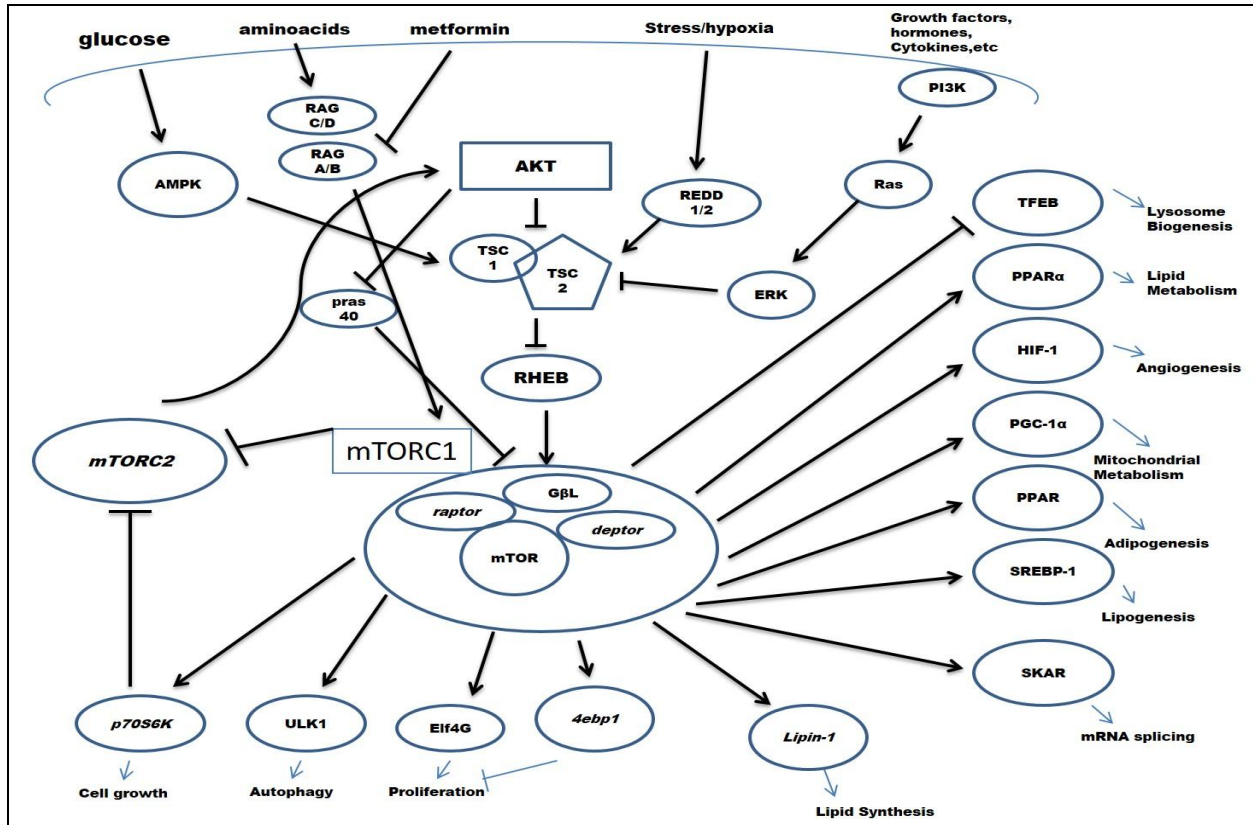 glucose
aminoacids
metformin
Stress/hypoxia
Growth factors,
hormones,
Cytokines,etc
PI3K
RAG
C/D
RAG
A/B
AMPK
AKT
REDD
1/2
Ras
TFEB
Lysosome
Biogenesis
TSC
1
TSC
2
ERK
PPARα
Lipid
Metabolism
pras
40
HIF-1
Angiogenesis
RHEB
mTORC2
mTORC1
PGC-1α
Mitochondrial
Metabolism
GβL
raptor
deptor
mTOR
PPAR
Adipogenesis
SREBP-1
Lipogenesis
SKAR
mRNA splicing
p70S6K
ULK1
EIf4G
4ebp1
Lipin-1
Cell growth
Autophagy
Proliferation
Lipid Synthesis